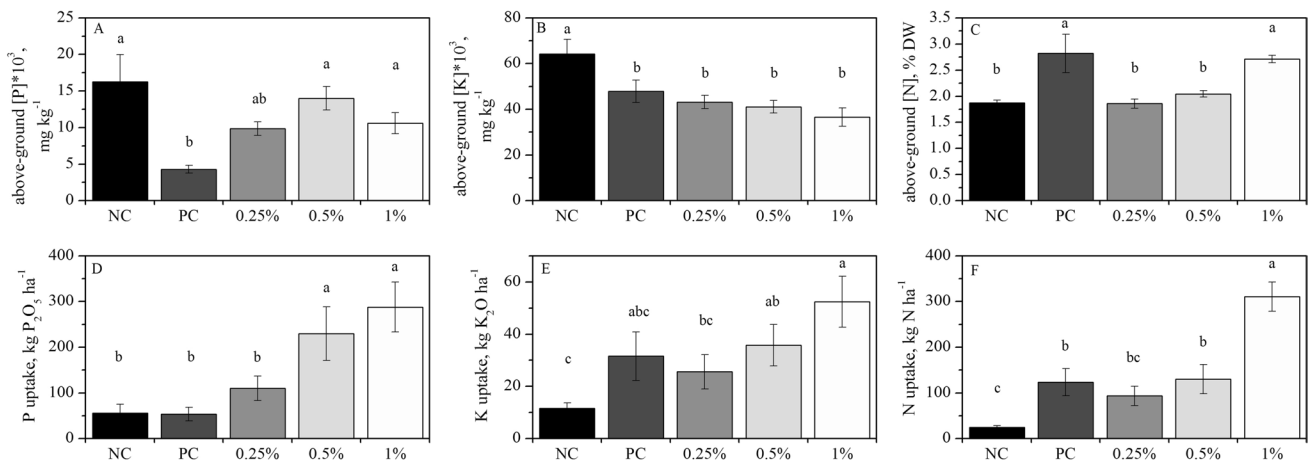 above-ground [P]*10³,
mg kg⁻¹
25
20
15
10
5
0
A
a
b
ab
a
a
NC PC 0.25% 0.5% 1%
above-ground [K]*10³,
mg kg⁻¹
80
60
40
20
0
B
a
b
b
b
b
NC PC 0.25% 0.5% 1%
above-ground [N], % DW
3.5
3.0
2.5
2.0
1.5
1.0
0.5
0.0
C
b
a
b
b
a
NC PC 0.25% 0.5% 1%
P uptake, kg P₂O₅ ha⁻¹
400
300
200
100
0
D
b
b
b
a
a
NC PC 0.25% 0.5% 1%
K uptake, kg K₂O ha⁻¹
60
40
20
0
E
c
abc
bc
ab
a
NC PC 0.25% 0.5% 1%
N uptake, kg N ha⁻¹
400
300
200
100
0
F
c
b
bc
b
a
NC PC 0.25% 0.5% 1%